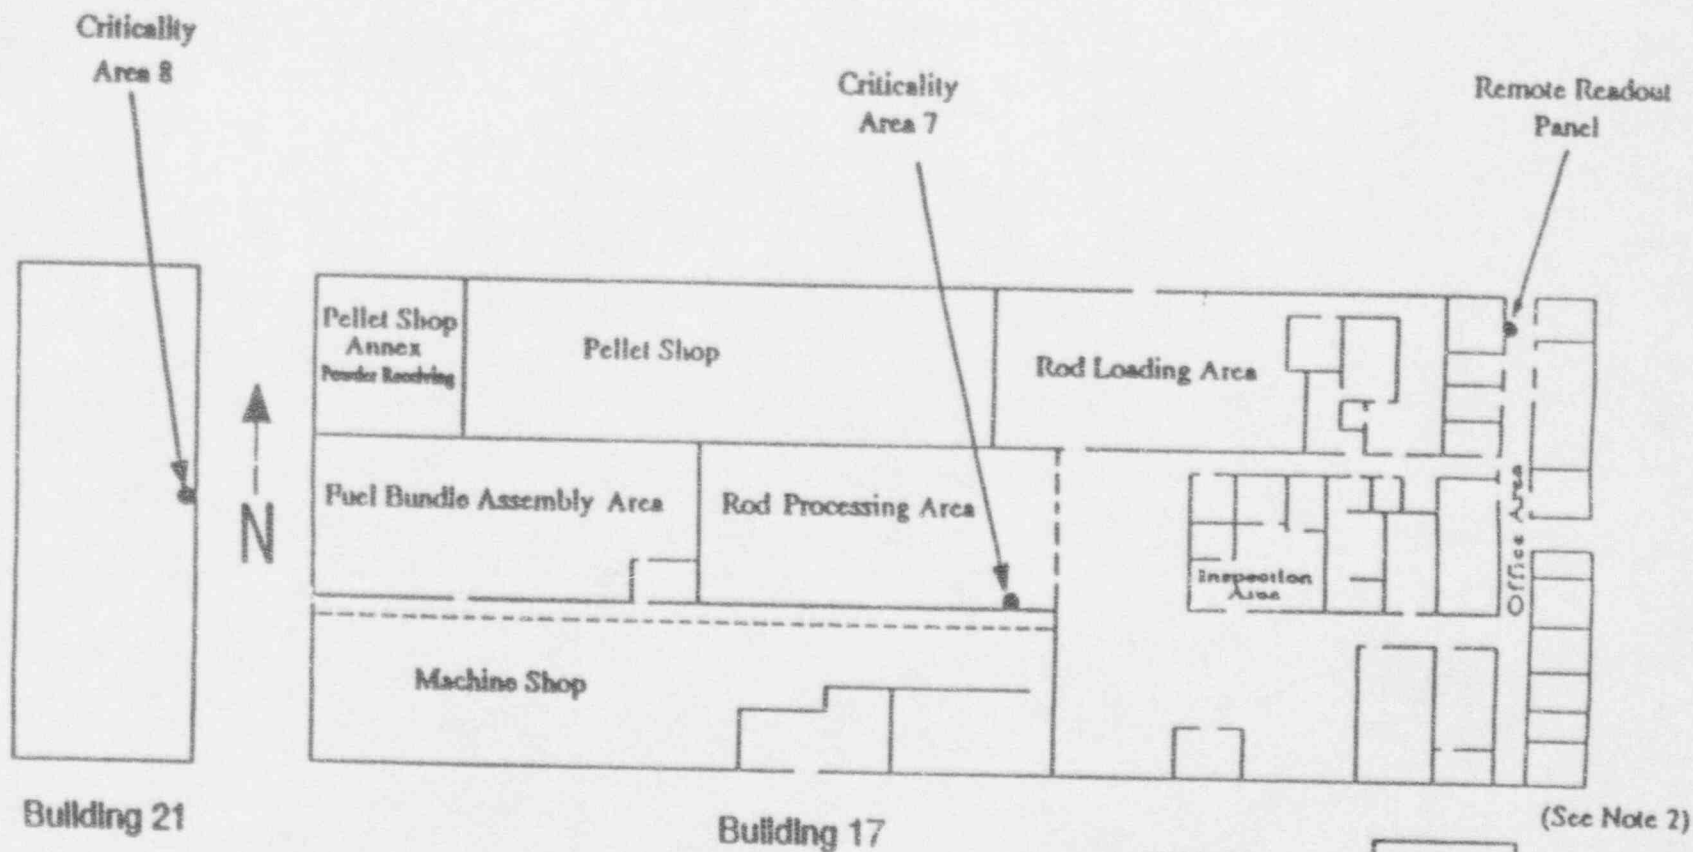 Criticality
Area 8
Criticality
Area 7
Remote Readout
Panel
Pellet Shop
Annex
Powder Receiving
Pellet Shop
Rod Loading Area
Fuel Bundle Assembly Area
Rod Processing Area
N
Inspection
Area
Office Area
Machine Shop
Building 21
Building 17
(See Note 2)